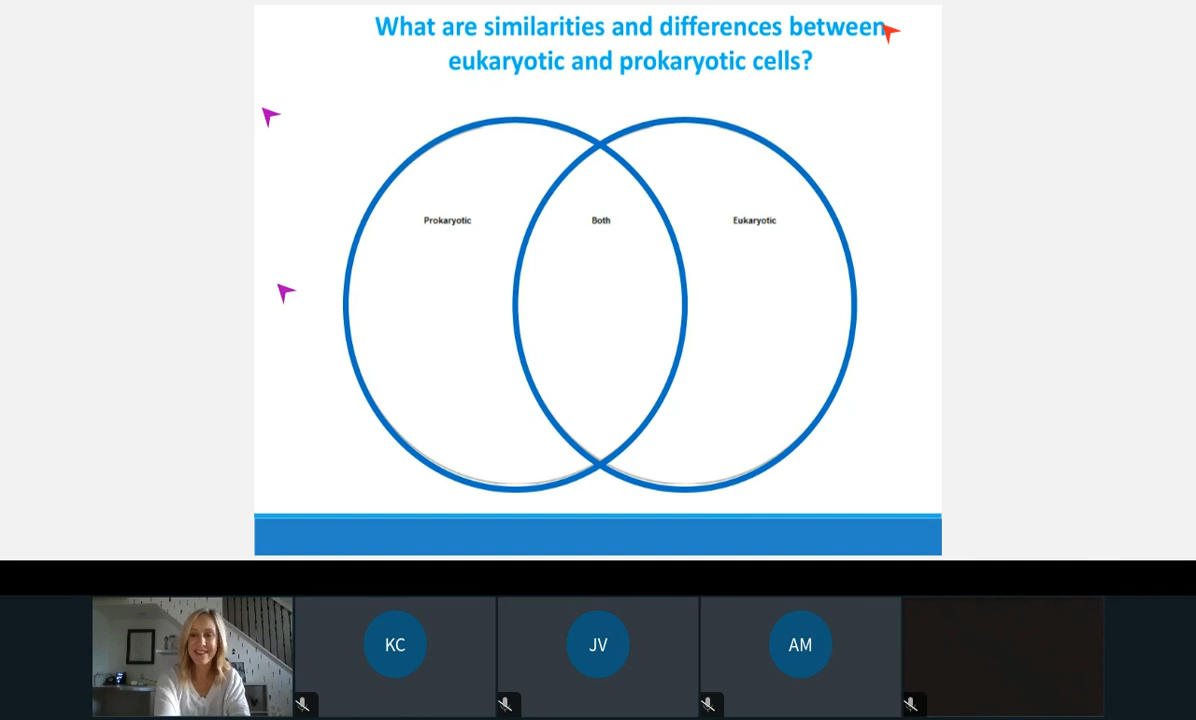 What are similarities and differences between
eukaryotic and prokaryotic cells?
Prokaryotic
Both
Eukaryotic
KC
JV
AM